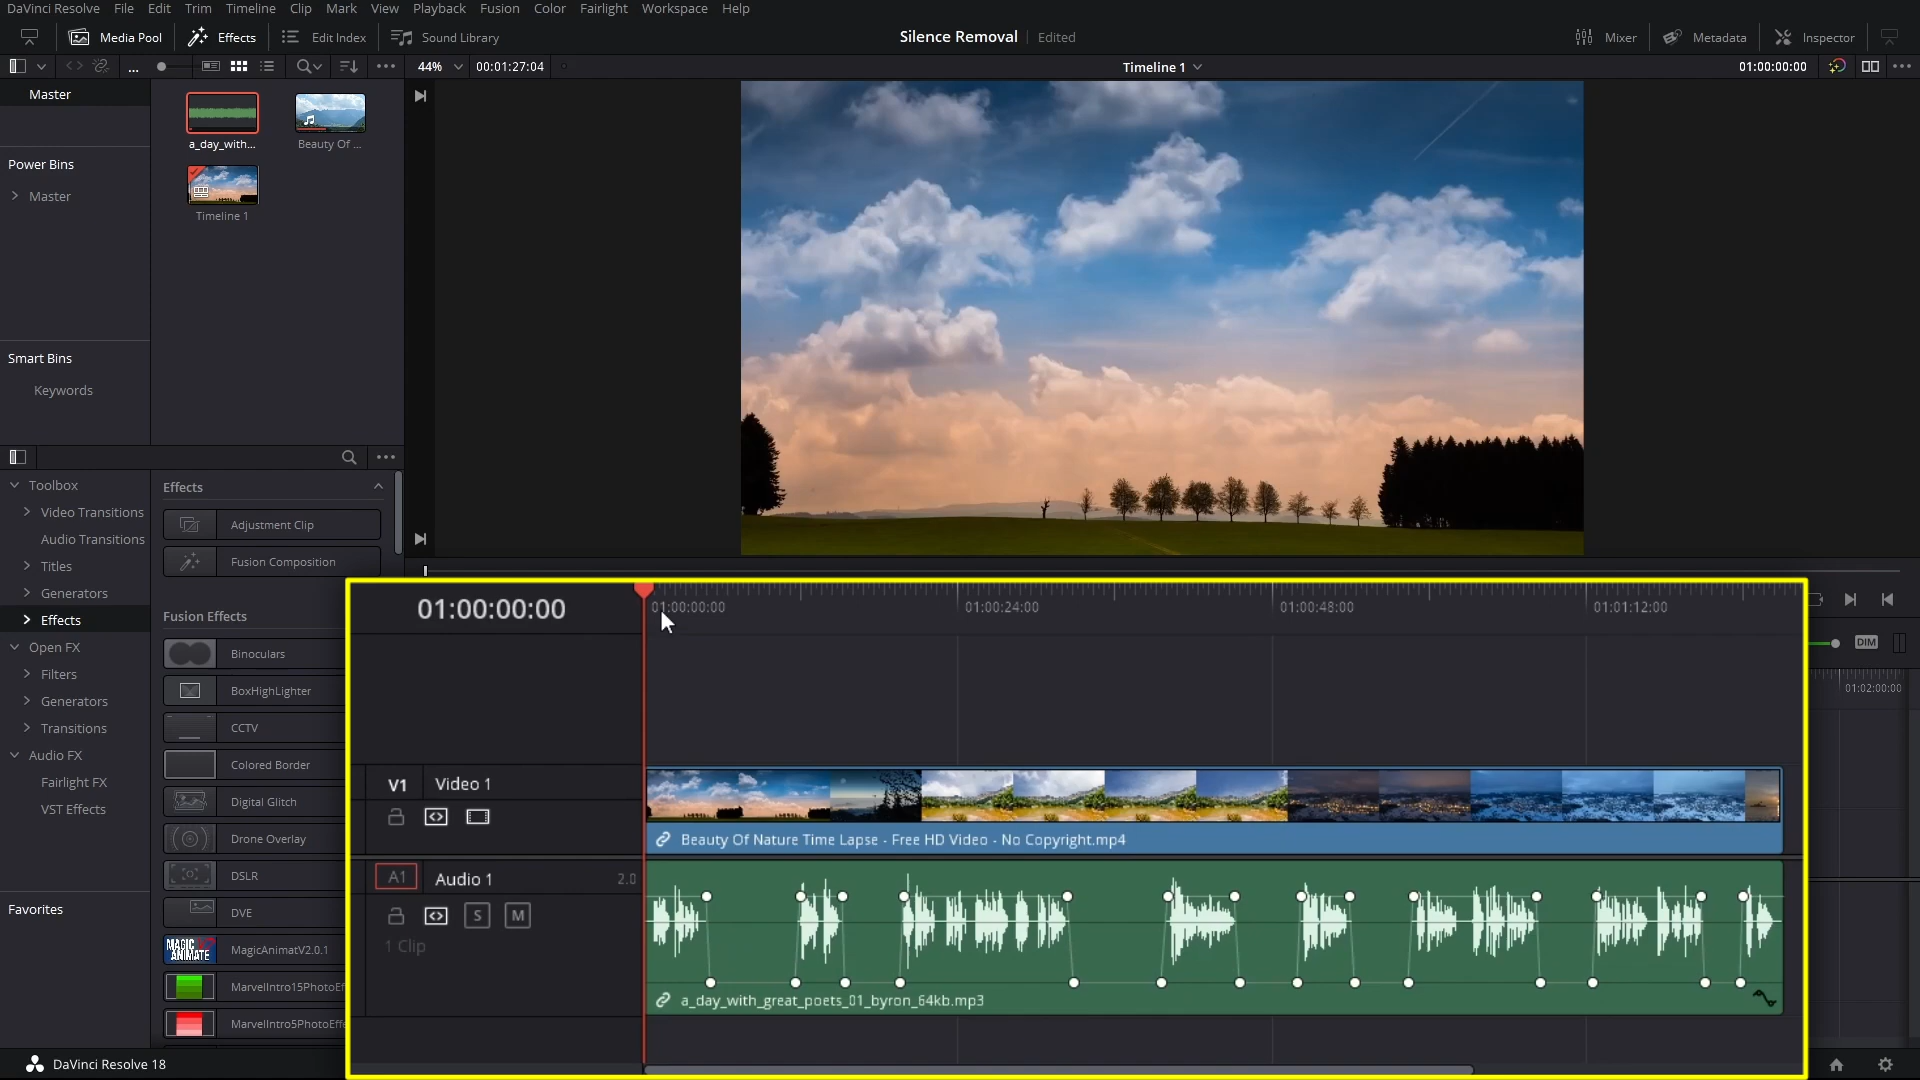 DaVinci Resolve File Edit Trim Timeline Clip Mark View Playback Fusion Color Fairlight Workspace Help
Media Pool Effects Edit Index Sound Library Silence Removal Edited Mixer Metadata Inspector
... 44% 00:01:27:04 Timeline 1 01:00:00:00
Master
a_day_with... Beauty Of ...
Power Bins
Master
Timeline 1
Smart Bins
Keywords
Toolbox
Video Transitions
Audio Transitions
Titles
Generators
Effects
Open FX
Filters
Generators
Transitions
Audio FX
Fairlight FX
VST Effects
Favorites
Effects
Adjustment Clip
Fusion Composition
Fusion Effects
Binoculars
BoxHighLighter
CCTV
Colored Border
Digital Glitch
Drone Overlay
DSLR
DVE
MAGIC ANIMATE MagicAnimatV2.0.1
MarvelIntro15PhotoEf
MarvelIntro5PhotoEffe
01:00:00:00 01:00:00:00 01:00:24:00 01:00:48:00 01:01:12:00
DIM
01:02:00:00
V1 Video 1
Beauty Of Nature Time Lapse - Free HD Video - No Copyright.mp4
A1 Audio 1 2.0
S M
1 Clip
a_day_with_great_poets_01_byron_64kb.mp3
DaVinci Resolve 18